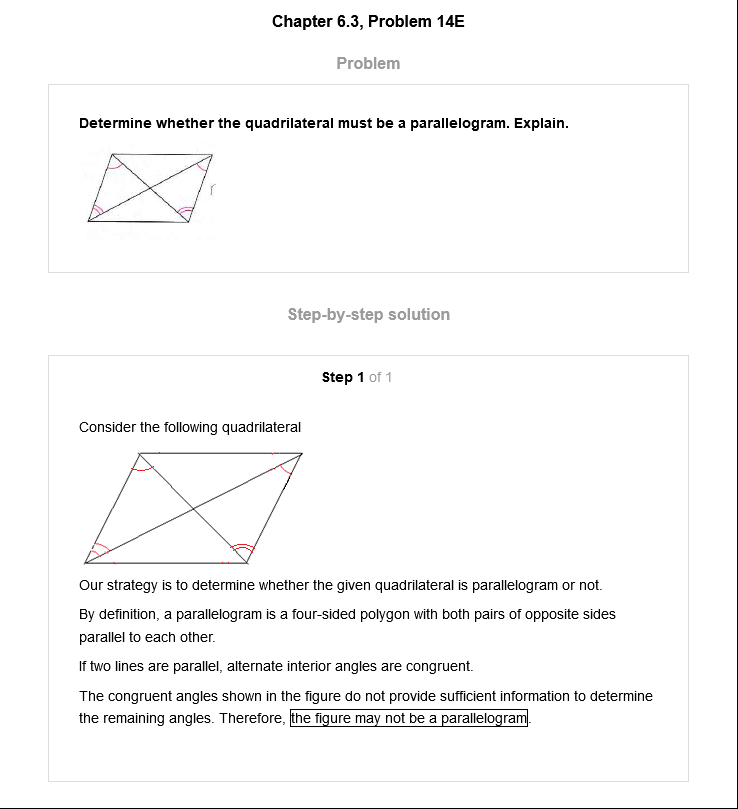 Chapter 6.3, Problem 14E
Problem
Determine whether the quadrilateral must be a parallelogram. Explain.
Step-by-step solution
Step 1 of 1
Consider the following quadrilateral
Our strategy is to determine whether the given quadrilateral is parallelogram or not.
By definition, a parallelogram is a four-sided polygon with both pairs of opposite sides
parallel to each other.
If two lines are parallel, alternate interior angles are congruent.
The congruent angles shown in the figure do not provide sufficient information to determine
the remaining angles. Therefore, the figure may not be a parallelogram.